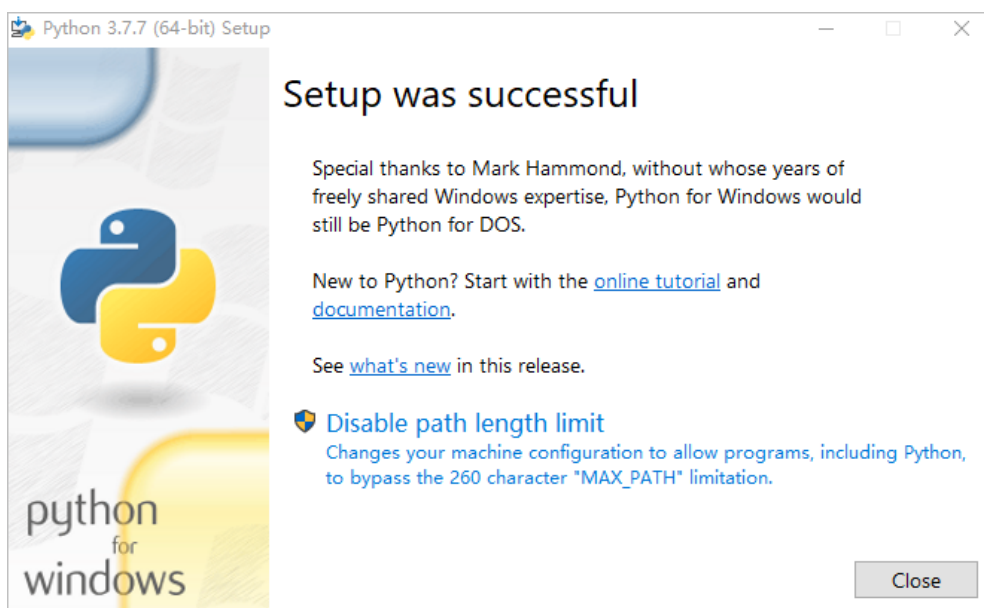 Python 3.7.7 (64-bit) Setup
Setup was successful
Special thanks to Mark Hammond, without whose years of
freely shared Windows expertise, Python for Windows would
still be Python for DOS.
New to Python? Start with the online tutorial and
documentation.
See what's new in this release.
Disable path length limit
Changes your machine configuration to allow programs, including Python,
to bypass the 260 character "MAX_PATH" limitation.
python
for
windows
Close